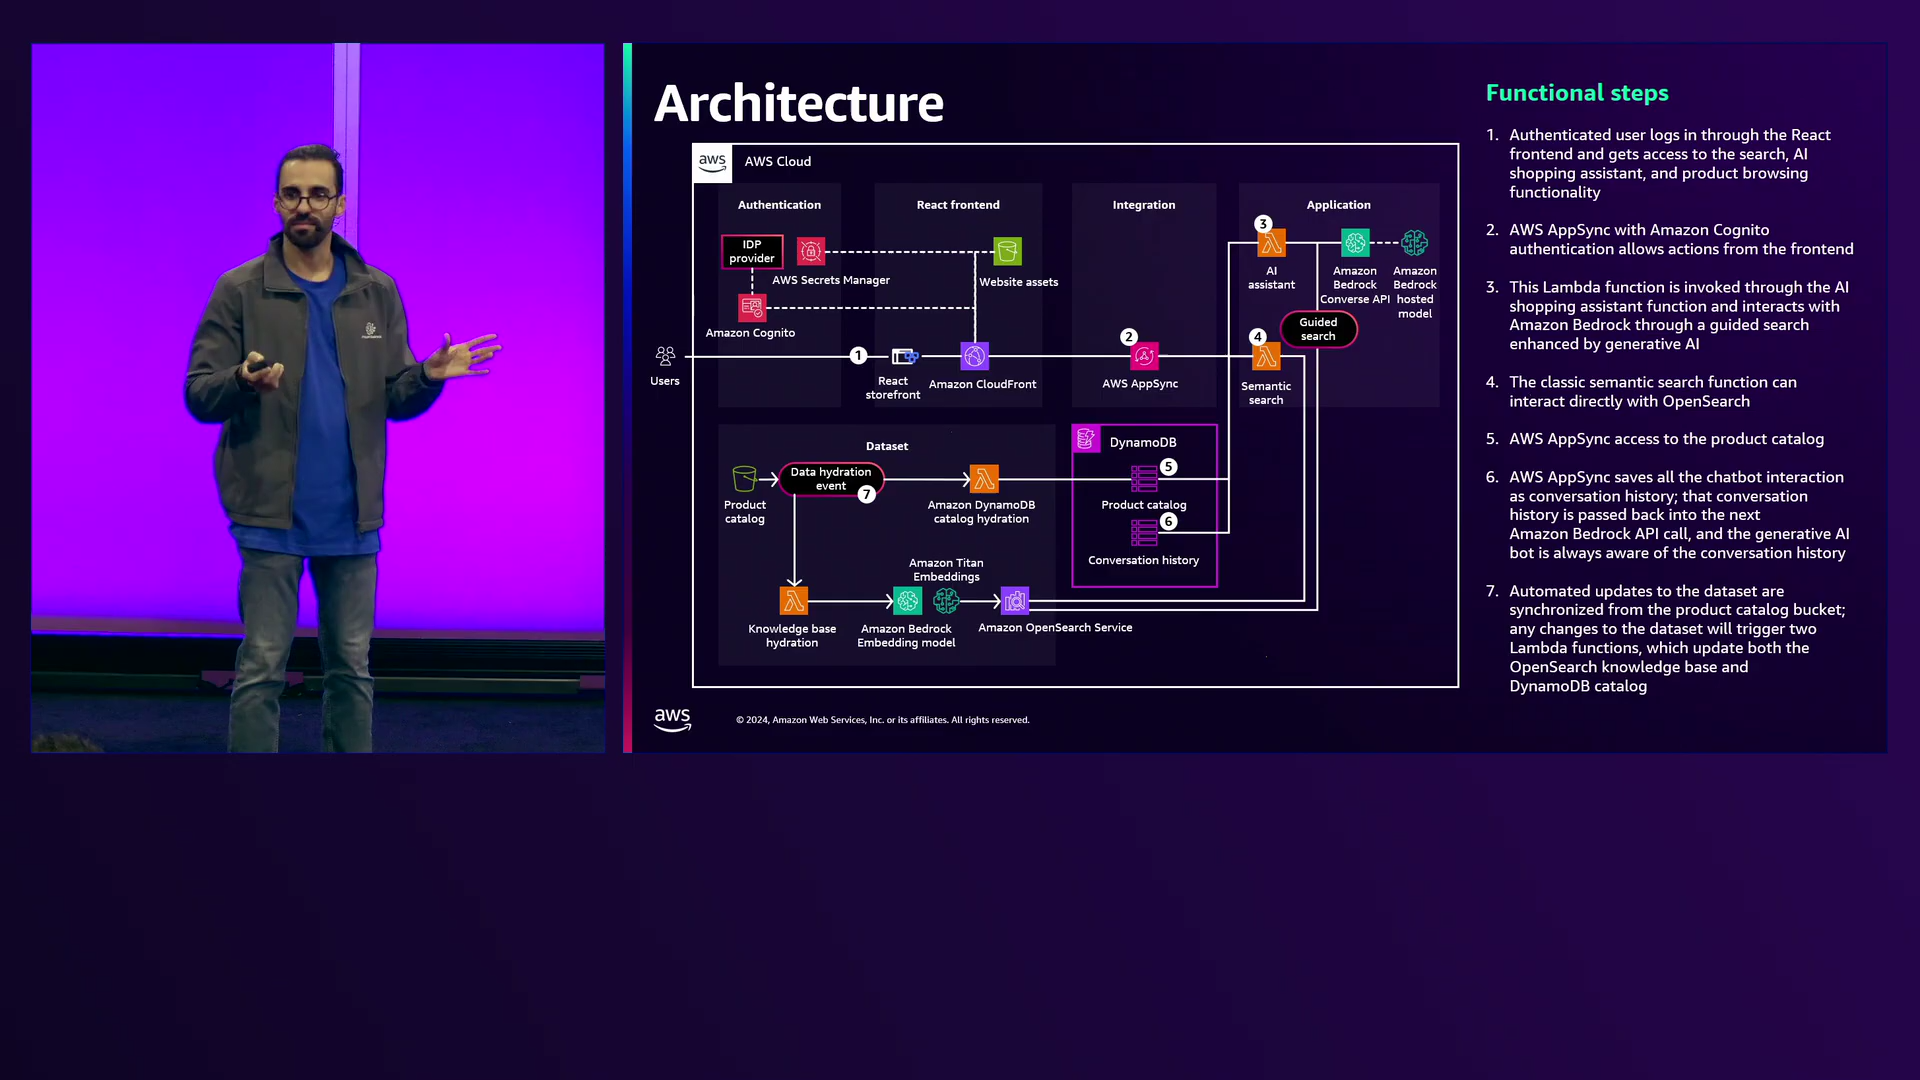 Architecture
aws
AWS Cloud
Authentication
React frontend
Integration
Application
IDP
provider
AWS Secrets Manager
Website assets
3
AI
assistant
Amazon
Bedrock
Converse API
Amazon
Bedrock
hosted
model
Amazon Cognito
Guided
search
Users
1
React
storefront
Amazon CloudFront
2
AWS AppSync
4
Semantic
search
Dataset
DynamoDB
Product
catalog
Data hydration
event
7
Amazon DynamoDB
catalog hydration
5
Product catalog
6
Conversation history
Amazon Titan
Embeddings
Knowledge base
hydration
Amazon Bedrock
Embedding model
Amazon OpenSearch Service
aws
© 2024, Amazon Web Services, Inc. or its affiliates. All rights reserved.
Functional steps
1. Authenticated user logs in through the React
frontend and gets access to the search, AI
shopping assistant, and product browsing
functionality
2. AWS AppSync with Amazon Cognito
authentication allows actions from the frontend
3. This Lambda function is invoked through the AI
shopping assistant function and interacts with
Amazon Bedrock through a guided search
enhanced by generative AI
4. The classic semantic search function can
interact directly with OpenSearch
5. AWS AppSync access to the product catalog
6. AWS AppSync saves all the chatbot interaction
as conversation history; that conversation
history is passed back into the next
Amazon Bedrock API call, and the generative AI
bot is always aware of the conversation history
7. Automated updates to the dataset are
synchronized from the product catalog bucket;
any changes to the dataset will trigger two
Lambda functions, which update both the
OpenSearch knowledge base and
DynamoDB catalog